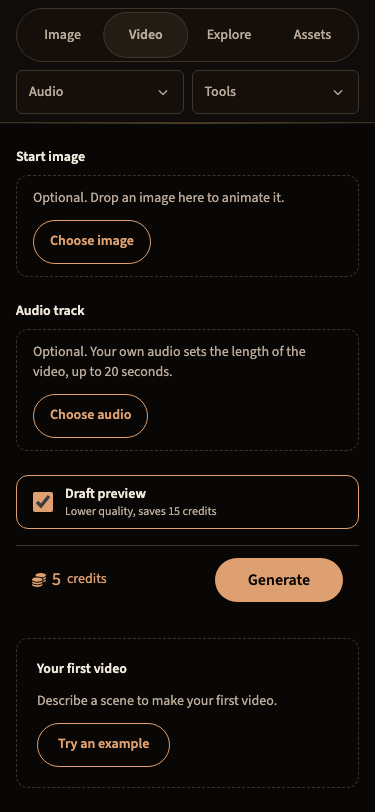 Image
Video
Explore
Assets
Audio
Tools
Start image
Optional. Drop an image here to animate it.
Choose image
Audio track
Optional. Your own audio sets the length of the
video, up to 20 seconds.
Choose audio
Draft preview
Lower quality, saves 15 credits
5 credits
Generate
Your first video
Describe a scene to make your first video.
Try an example